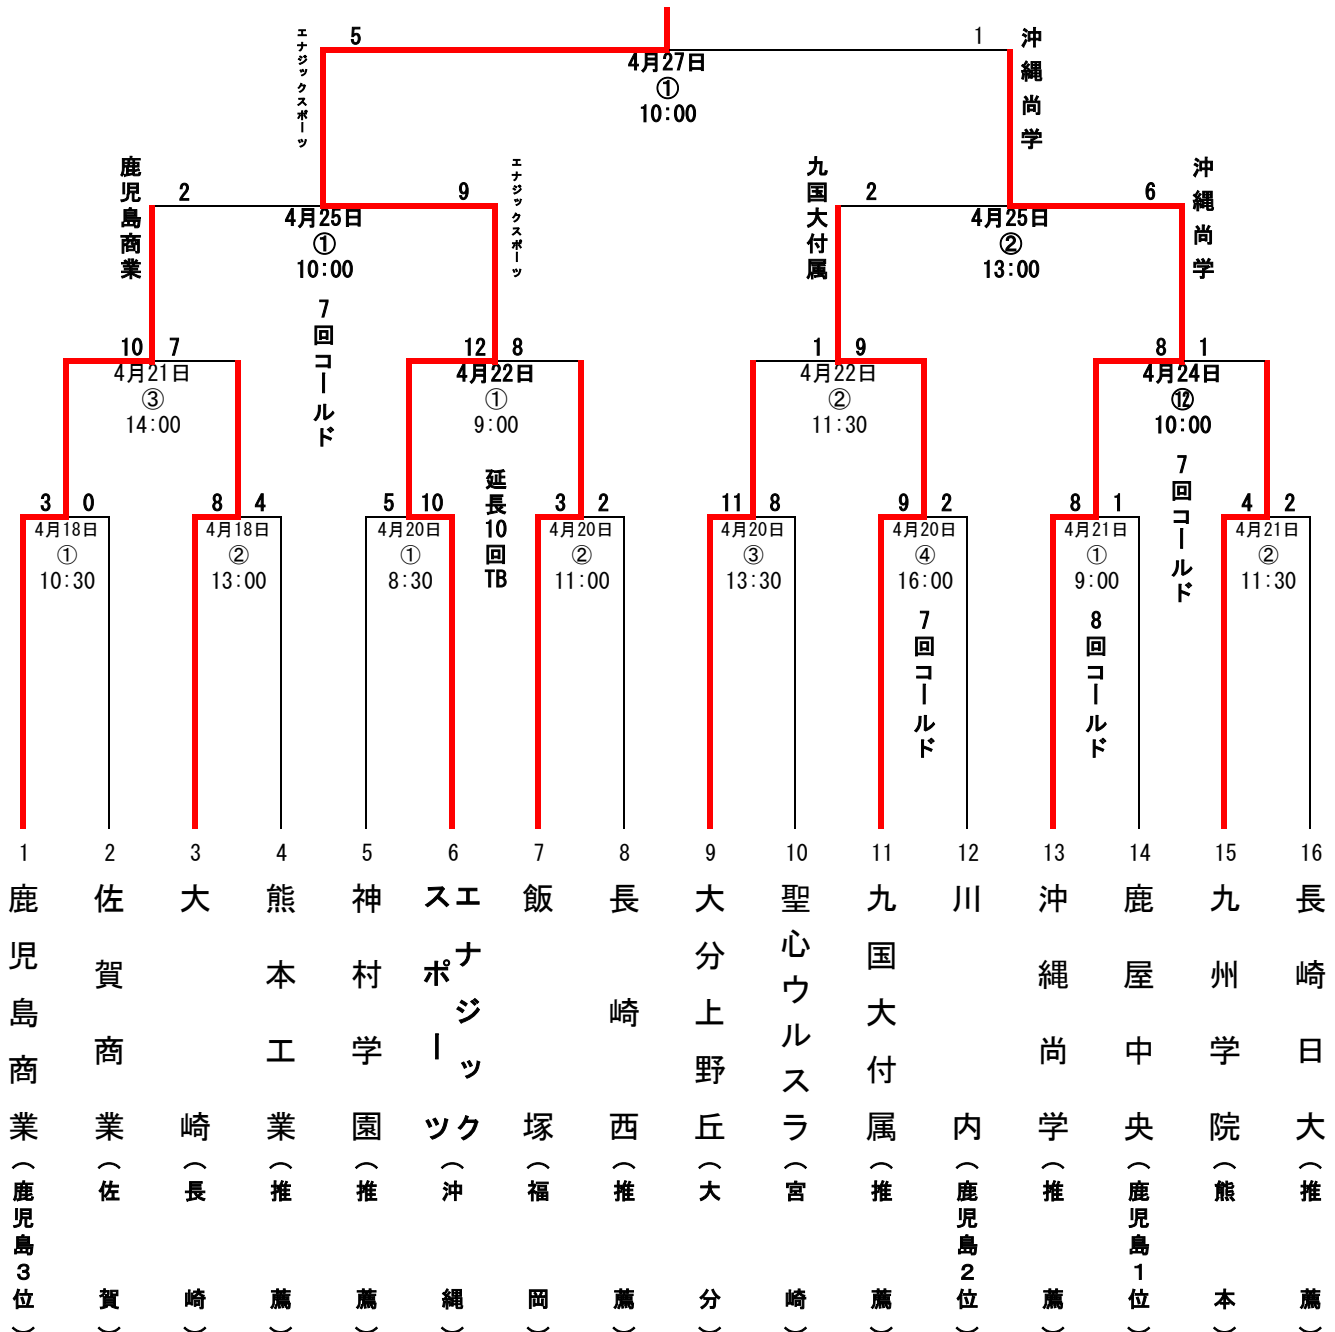 エナジックスポーツ
5
1
沖縄尚学
4月27日
①
10:00
鹿児島商業
2
9
エナジックスポーツ
4月25日
①
10:00
7回コールド
九国大付属
2
6
沖縄尚学
4月25日
②
13:00
10 7
4月21日
③
14:00
12 8
4月22日
①
9:00
延長10回TB
1 9
4月22日
②
11:30
8 1
4月24日
⑫
10:00
7回コールド
3 0
4月18日
①
10:30
8 4
4月18日
②
13:00
5 10
4月20日
①
8:30
3 2
4月20日
②
11:00
11 8
4月20日
③
13:30
9 2
4月20日
④
16:00
7回コールド
8 1
4月21日
①
9:00
8回コールド
4 2
4月21日
②
11:30
1
鹿児島商業(鹿児島3位)
2
佐賀商業(佐賀)
3
大崎(長崎)
4
熊本工業(推薦)
5
神村学園(推薦)
6
エナジック
スポーツ
(沖縄)
7
飯塚(福岡)
8
長崎西(推薦)
9
大分上野丘(大分)
10
聖心ウルスラ(宮崎)
11
九国大付属(推薦)
12
川内(鹿児島2位)
13
沖縄尚学(推薦)
14
鹿屋中央(鹿児島1位)
15
九州学院(熊本)
16
長崎日大(推薦)